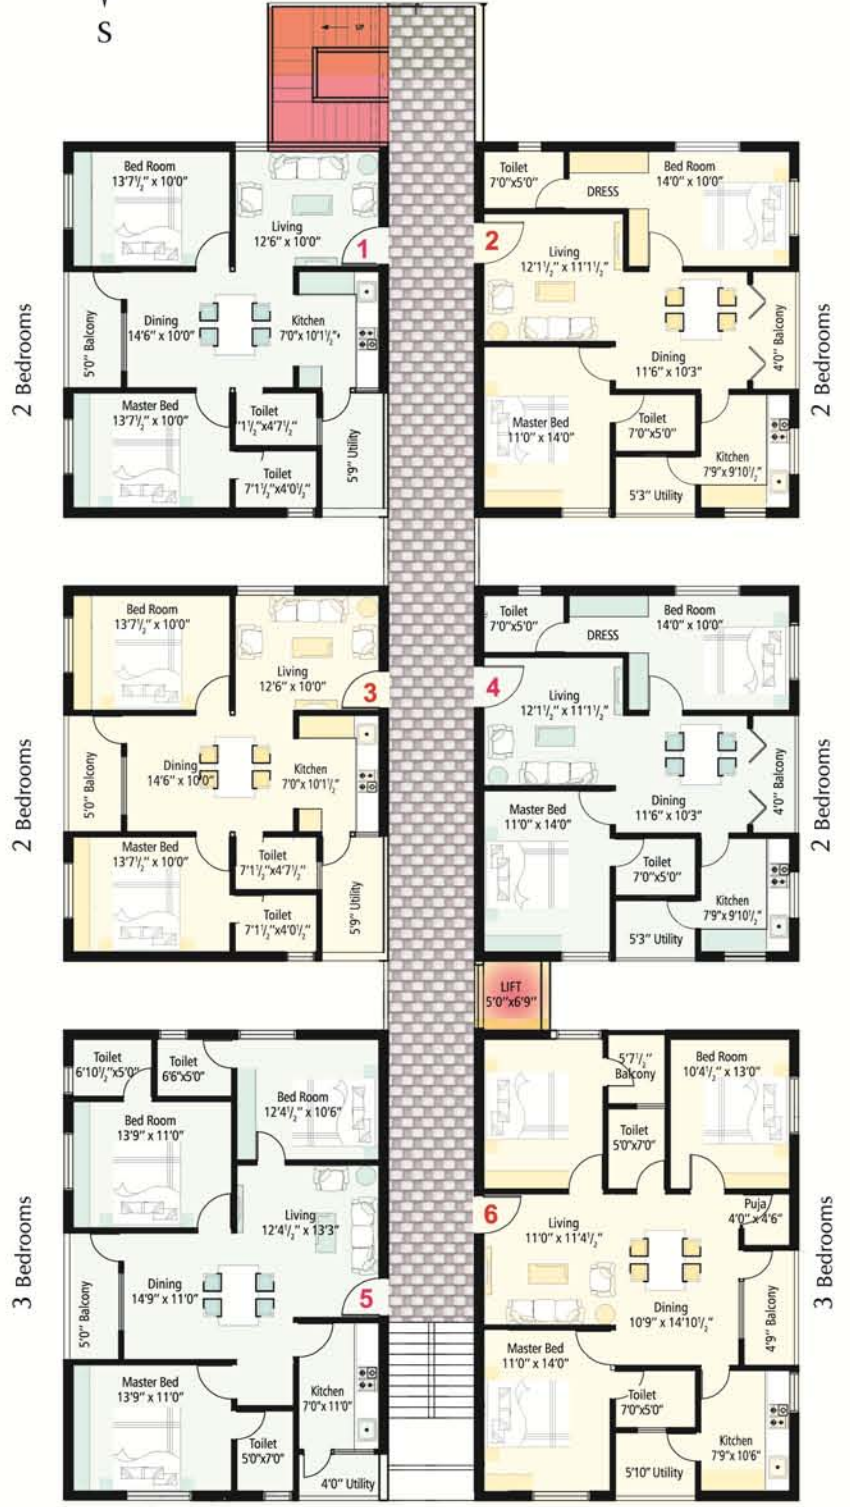 S
UP
2 Bedrooms
Bed Room
13'7½" x 10'0"
Living
12'6" x 10'0"
1
5'0" Balcony
Dining
14'6" x 10'0"
Kitchen
7'0"x 10'1½"
Master Bed
13'7½" x 10'0"
Toilet
'1½"x4'7½"
Toilet
7'1½"x4'0½"
5'9" Utility
Toilet
7'0"x5'0"
DRESS
Bed Room
14'0" x 10'0"
2
Living
12'1½" x 11'1½"
Dining
11'6" x 10'3"
4'0" Balcony
Master Bed
11'0" x 14'0"
Toilet
7'0"x5'0"
Kitchen
7'9"x 9'10½"
5'3" Utility
2 Bedrooms
2 Bedrooms
Bed Room
13'7½" x 10'0"
Living
12'6" x 10'0"
3
5'0" Balcony
Dining
14'6" x 10'0"
Kitchen
7'0"x 10'1½"
Master Bed
13'7½" x 10'0"
Toilet
7'1½"x4'7½"
Toilet
7'1½"x4'0½"
5'9" Utility
Toilet
7'0"x5'0"
DRESS
Bed Room
14'0" x 10'0"
4
Living
12'1½" x 11'1½"
Dining
11'6" x 10'3"
4'0" Balcony
Master Bed
11'0" x 14'0"
Toilet
7'0"x5'0"
Kitchen
7'9"x 9'10½"
5'3" Utility
2 Bedrooms
LIFT
5'0"x6'9"
3 Bedrooms
Toilet
6'10½"x5'0"
Toilet
6'6"x5'0"
Bed Room
12'4½" x 10'6"
Bed Room
13'9" x 11'0"
Living
12'4½" x 13'3"
5
5'0" Balcony
Dining
14'9" x 11'0"
Master Bed
13'9" x 11'0"
Toilet
5'0"x7'0"
Kitchen
7'0"x 11'0"
4'0" Utility
5'7½"
Balcony
Bed Room
10'4½" x 13'0"
Toilet
5'0"x7'0"
6
Living
11'0" x 11'4½"
Puja
4'0" x 4'6"
Dining
10'9" x 14'10½"
4'9" Balcony
Master Bed
11'0" x 14'0"
Toilet
7'0"x5'0"
Kitchen
7'9"x 10'6"
5'10" Utility
3 Bedrooms